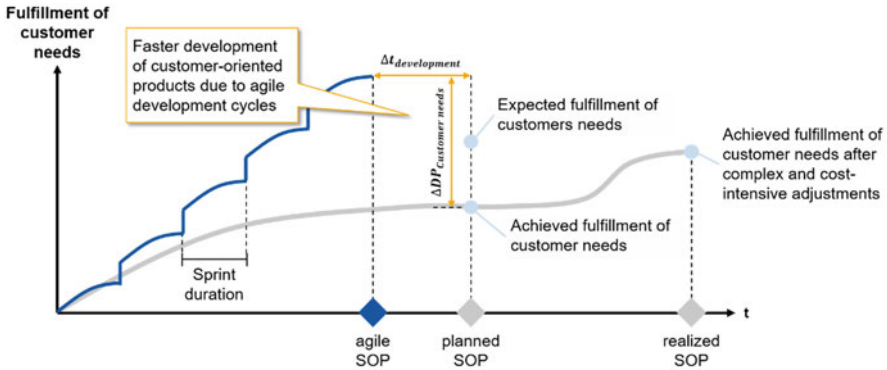 Fulfillment of
customer
needs
Faster development
of customer-oriented
products due to agile
development cycles
Δt_development
ΔDP_Customer needs
Expected fulfillment of
customers needs
Achieved fulfillment of
customer needs after
complex and cost-
intensive adjustments
Achieved fulfillment of
customer needs
Sprint
duration
t
agile
SOP
planned
SOP
realized
SOP